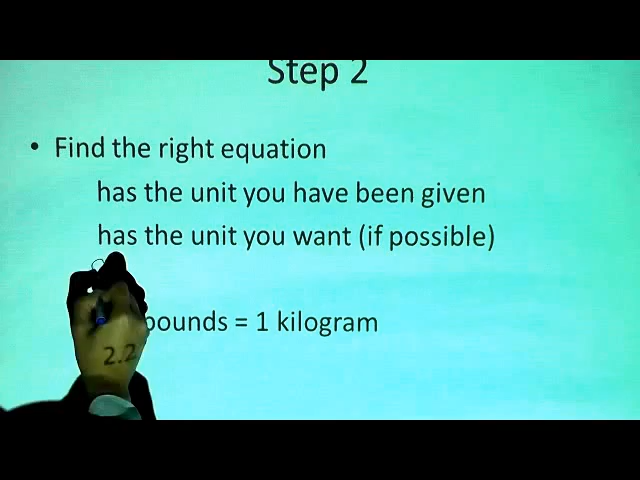 Step 2
• Find the right equation
has the unit you have been given
has the unit you want (if possible)
2.2 pounds = 1 kilogram